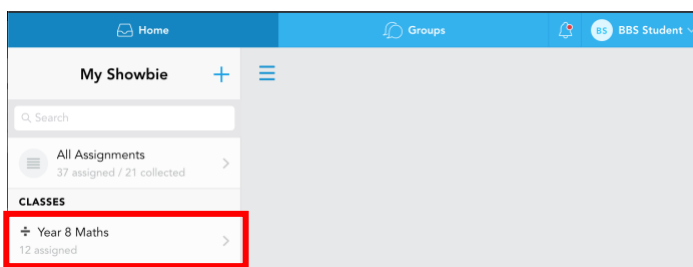 Home
Groups
BS BBS Student
My Showbie
Search
All Assignments
37 assigned / 21 collected
CLASSES
Year 8 Maths
12 assigned